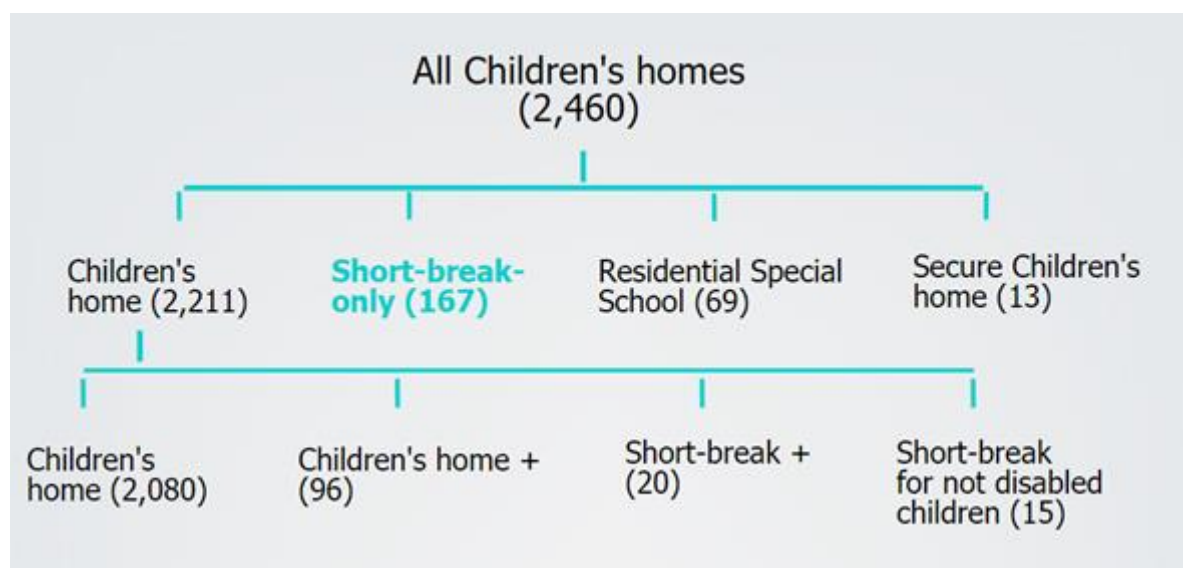 All Children's homes
(2,460)
Children's
home (2,211)
Short-break-
only (167)
Residential Special
School (69)
Secure Children's
home (13)
Children's
home (2,080)
Children's home +
(96)
Short-break +
(20)
Short-break
for not disabled
children (15)